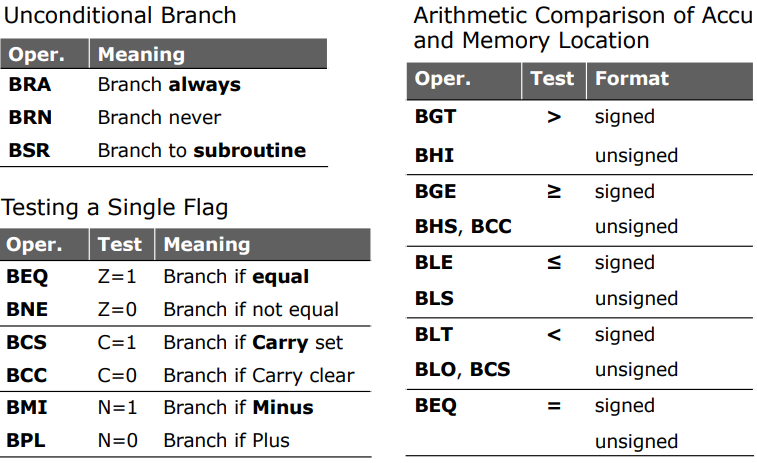 Unconditional Branch
Oper. Meaning
BRA Branch always
BRN Branch never
BSR Branch to subroutine
Testing a Single Flag
Oper. Test Meaning
BEQ Z=1 Branch if equal
BNE Z=0 Branch if not equal
BCS C=1 Branch if Carry set
BCC C=0 Branch if Carry clear
BMI N=1 Branch if Minus
BPL N=0 Branch if Plus
Arithmetic Comparison of Accu
and Memory Location
Oper. Test Format
BGT > signed
BHI unsigned
BGE ≥ signed
BHS, BCC unsigned
BLE ≤ signed
BLS unsigned
BLT < signed
BLO, BCS unsigned
BEQ = signed
unsigned